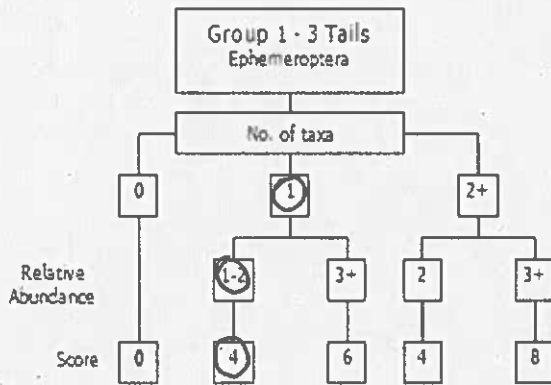 Group 1 - 3 Tails
Ephemeroptera
No. of taxa
0 1 2+
Relative
Abundance
1-2 3+ 2 3+
Score
0 4 6 4 8